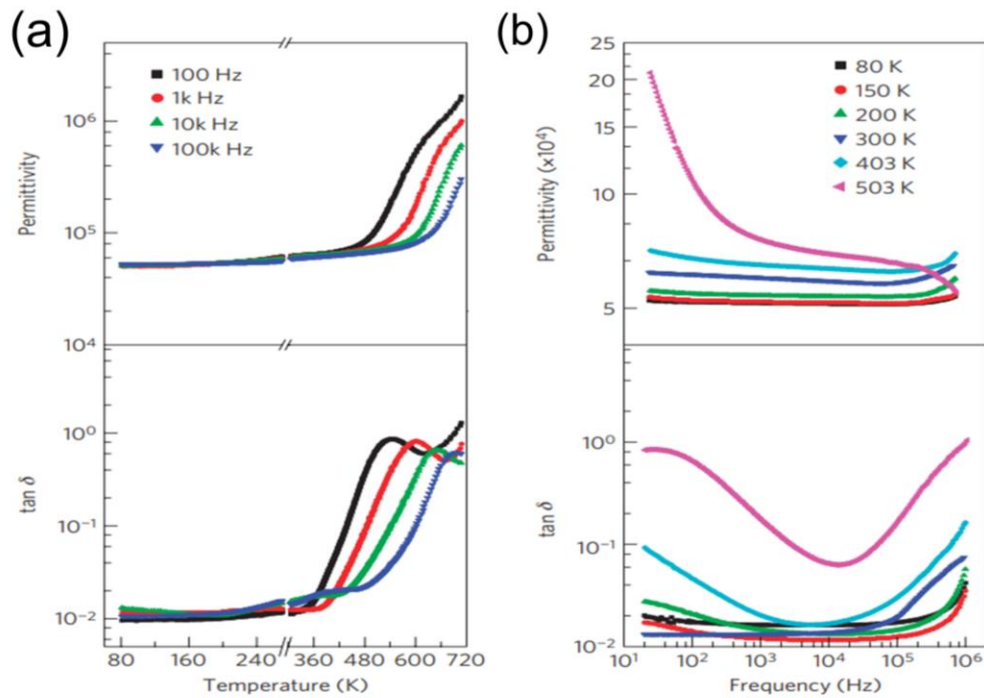 (a)
100 Hz
1k Hz
10k Hz
100k Hz
Permittivity
10⁶
10⁵
10⁴
tan δ
10⁰
10⁻¹
10⁻²
80 160 240 360 480 600 720
Temperature (K)
(b)
80 K
150 K
200 K
300 K
403 K
503 K
Permittivity (×10⁴)
25
20
15
10
5
tan δ
10⁰
10⁻¹
10⁻²
10¹ 10² 10³ 10⁴ 10⁵ 10⁶
Frequency (Hz)